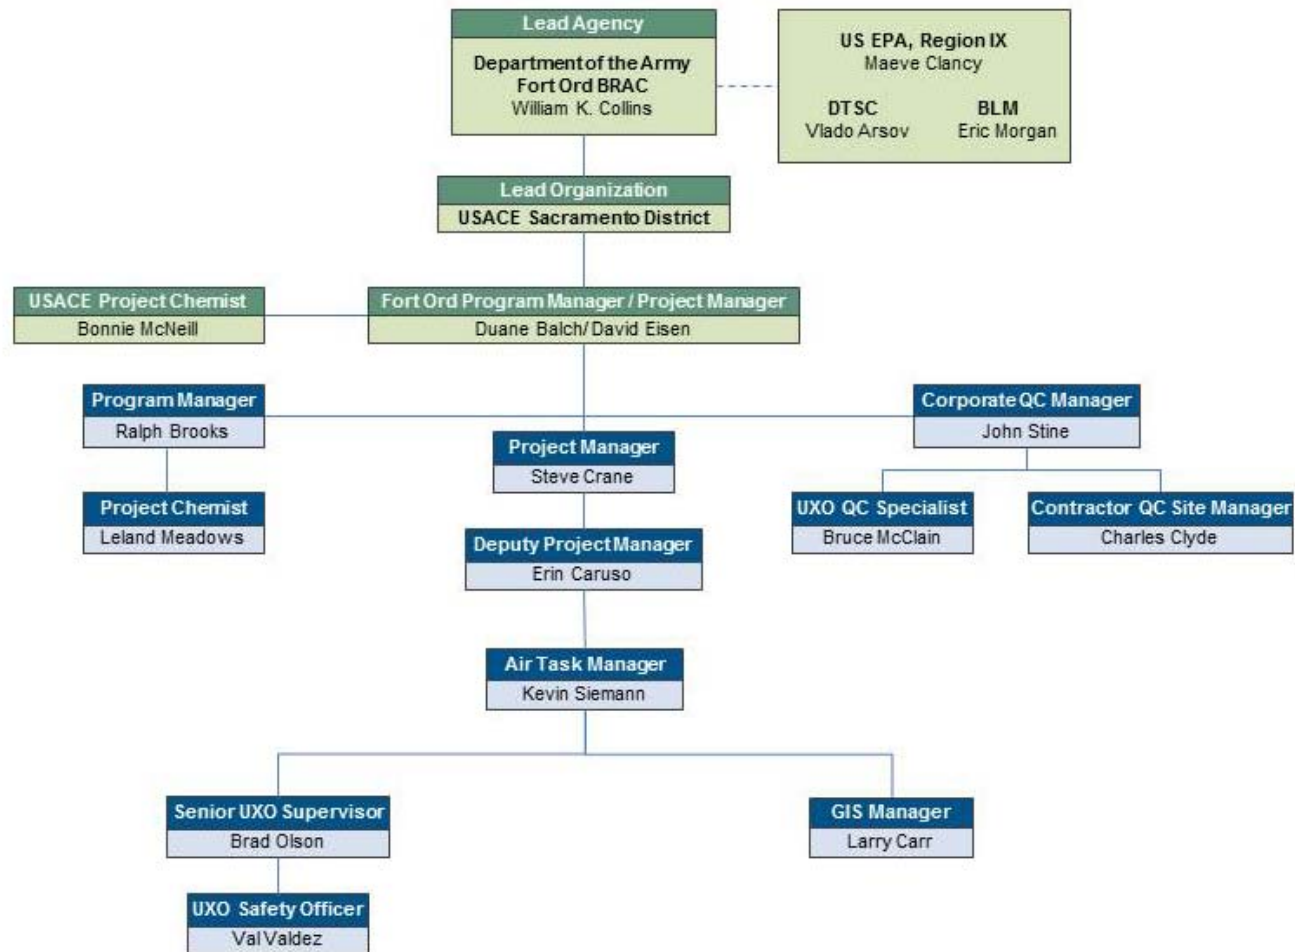 Lead Agency
Department of the Army
Fort Ord BRAC
William K. Collins
US EPA, Region IX
Maeve Clancy
DTSC
Vlado Arsov
BLM
Eric Morgan
Lead Organization
USACE Sacramento District
USACE Project Chemist
Bonnie McNeill
Fort Ord Program Manager / Project Manager
Duane Balch/ David Eisen
Program Manager
Ralph Brooks
Corporate QC Manager
John Stine
Project Manager
Steve Crane
Project Chemist
Leland Meadows
UXO QC Specialist
Bruce McClain
Contractor QC Site Manager
Charles Clyde
Deputy Project Manager
Erin Caruso
Air Task Manager
Kevin Siemann
Senior UXO Supervisor
Brad Olson
GIS Manager
Larry Carr
UXO Safety Officer
Val Valdez